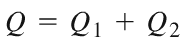 Q = Q₁ + Q₂